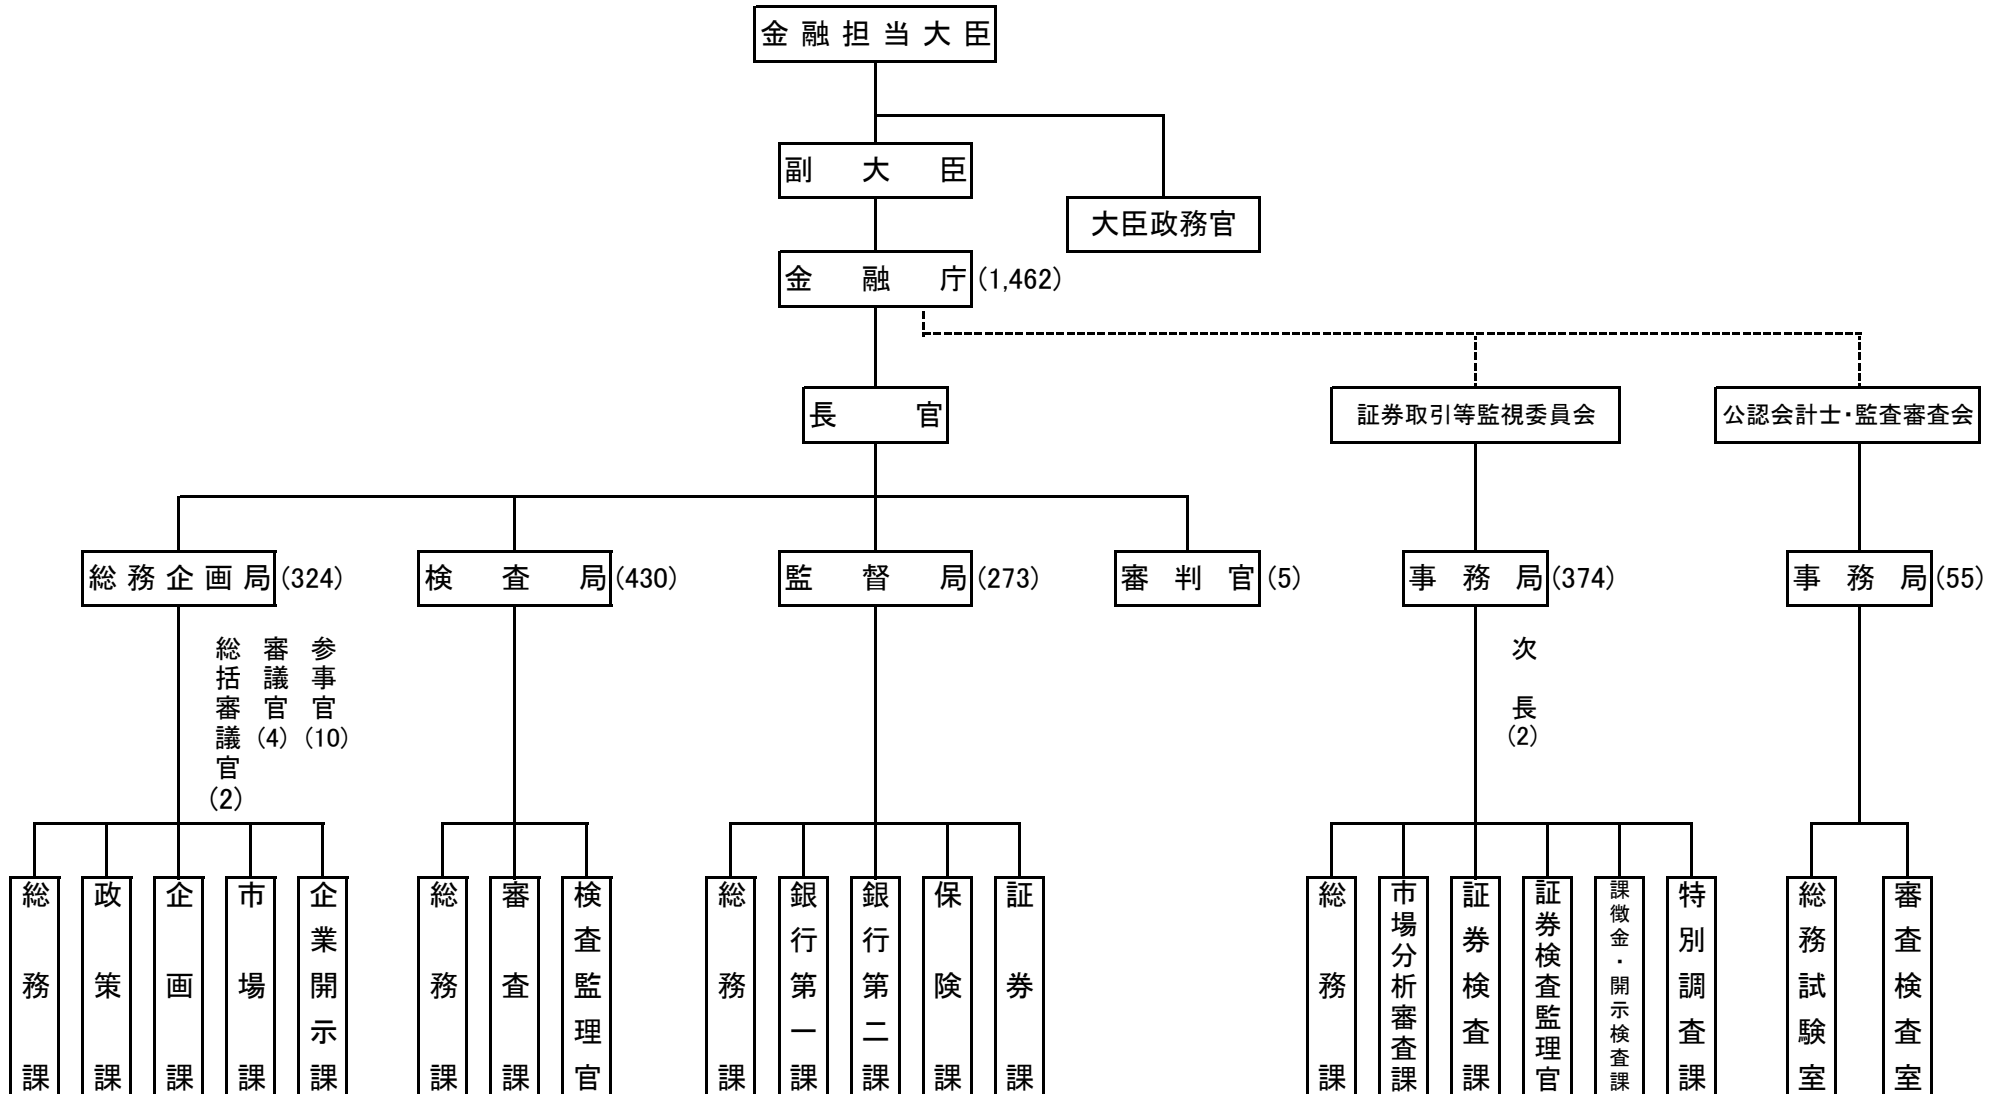 金融担当大臣
副大臣
大臣政務官
金融庁(1,462)
長官
証券取引等監視委員会
公認会計士・監査審査会
総務企画局(324)
検査局(430)
監督局(273)
審判官(5)
事務局(374)
事務局(55)
総括審議官(2)
審議官(4)
参事官(10)
次長(2)
総務課
政策課
企画課
市場課
企業開示課
総務課
審査課
検査監理官
総務課
銀行第一課
銀行第二課
保険課
証券課
総務課
市場分析審査課
証券検査課
証券検査監理官
課徴金・開示検査課
特別調査課
総務試験室
審査検査室